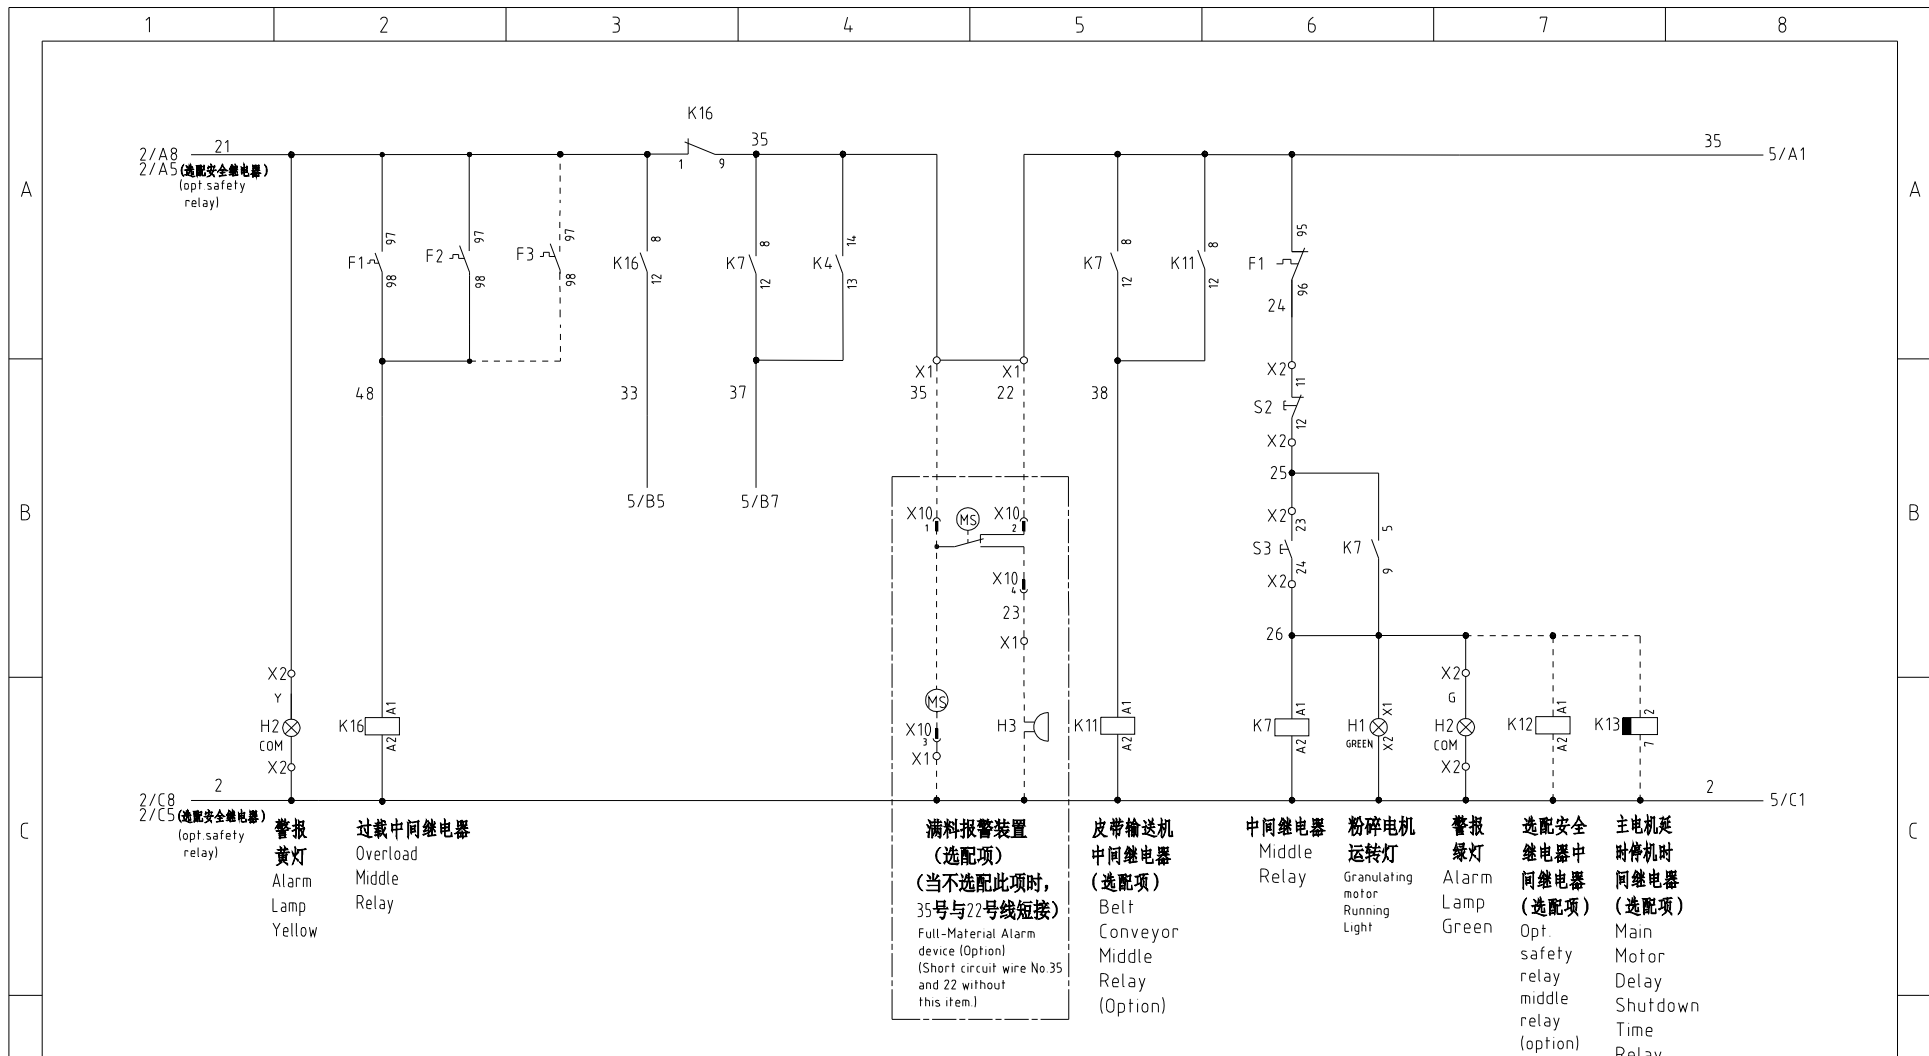 1 2 3 4 5 6 7 8
K16
2/A8 21 1 9 35 35 5/A1
2/A5 (选配安全继电器)
(opt.safety
relay)
A A
F1 97 98
F2 97 98
F3 97 98
K16 8 12
K7 8 12
K4 14 13
K7 8 12
K11 8 12
F1 95 96
24
X1 X1 X2
48 33 37 35 22 38
11
S2
12
X2
25
5/B5 5/B7
B B
X10 1 MS X10 2
X2 23
S3 K7 5
24 9
X2
X10 4
23
X1
26
X2 X2
Y G
MS
H2 K16 A1 A2
COM
X2
X10 3
X1
H3
K11 A1 A2
K7 A1 A2
H1 X1 X2
GREEN
H2
COM
X2
K12 A1 A2
K13 2 7
2/C8 2 2 5/C1
2/C5 (选配安全继电器)
(opt.safety
relay)
C C
警报
黄灯
Alarm
Lamp
Yellow
过载中间继电器
Overload
Middle
Relay
满料报警装置
(选配项)
(当不选配此项时，
35号与22号线短接)
Full-Material Alarm
device (Option)
(Short circuit wire No.35
and 22 without
this item.)
皮带输送机
中间继电器
(选配项)
Belt
Conveyor
Middle
Relay
(Option)
中间继电器
Middle
Relay
粉碎电机
运转灯
Granulating
motor
Running
Light
警报
绿灯
Alarm
Lamp
Green
选配安全
继电器中
间继电器
(选配项)
Opt.
safety
relay
middle
relay
(option)
主电机延
时停机时
间继电器
(选配项)
Main
Motor
Delay
Shutdown
Time
Relay